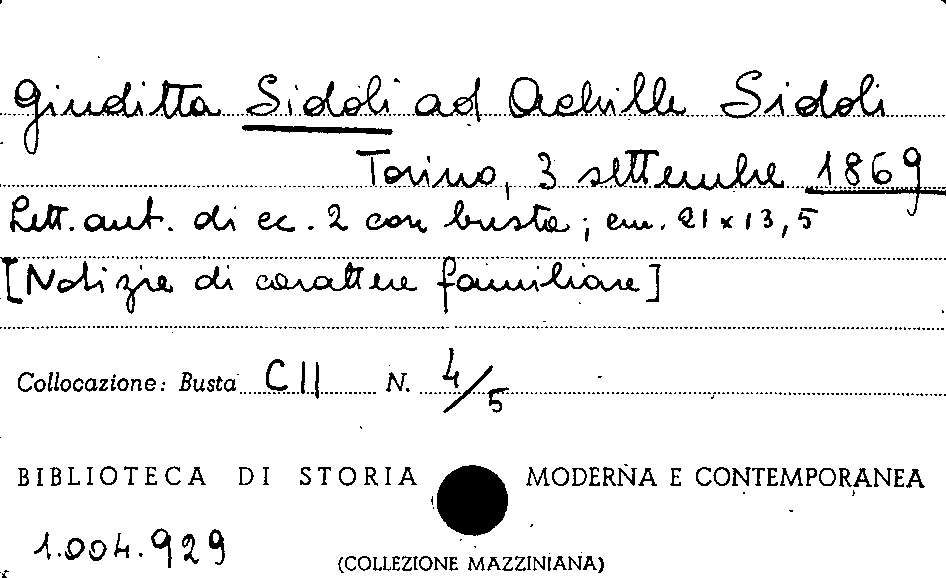 Giuditta Sidoli ad Achille Sidoli
Torino, 3 settembre 1869
Lett. aut. di cc. 2 con busta; cm. 21 x 13,5
[Notizie di carattere familiare]
Collocazione: Busta CII N. 4/5
BIBLIOTECA DI STORIA MODERNA E CONTEMPORANEA
1.004.929
(COLLEZIONE MAZZINIANA)